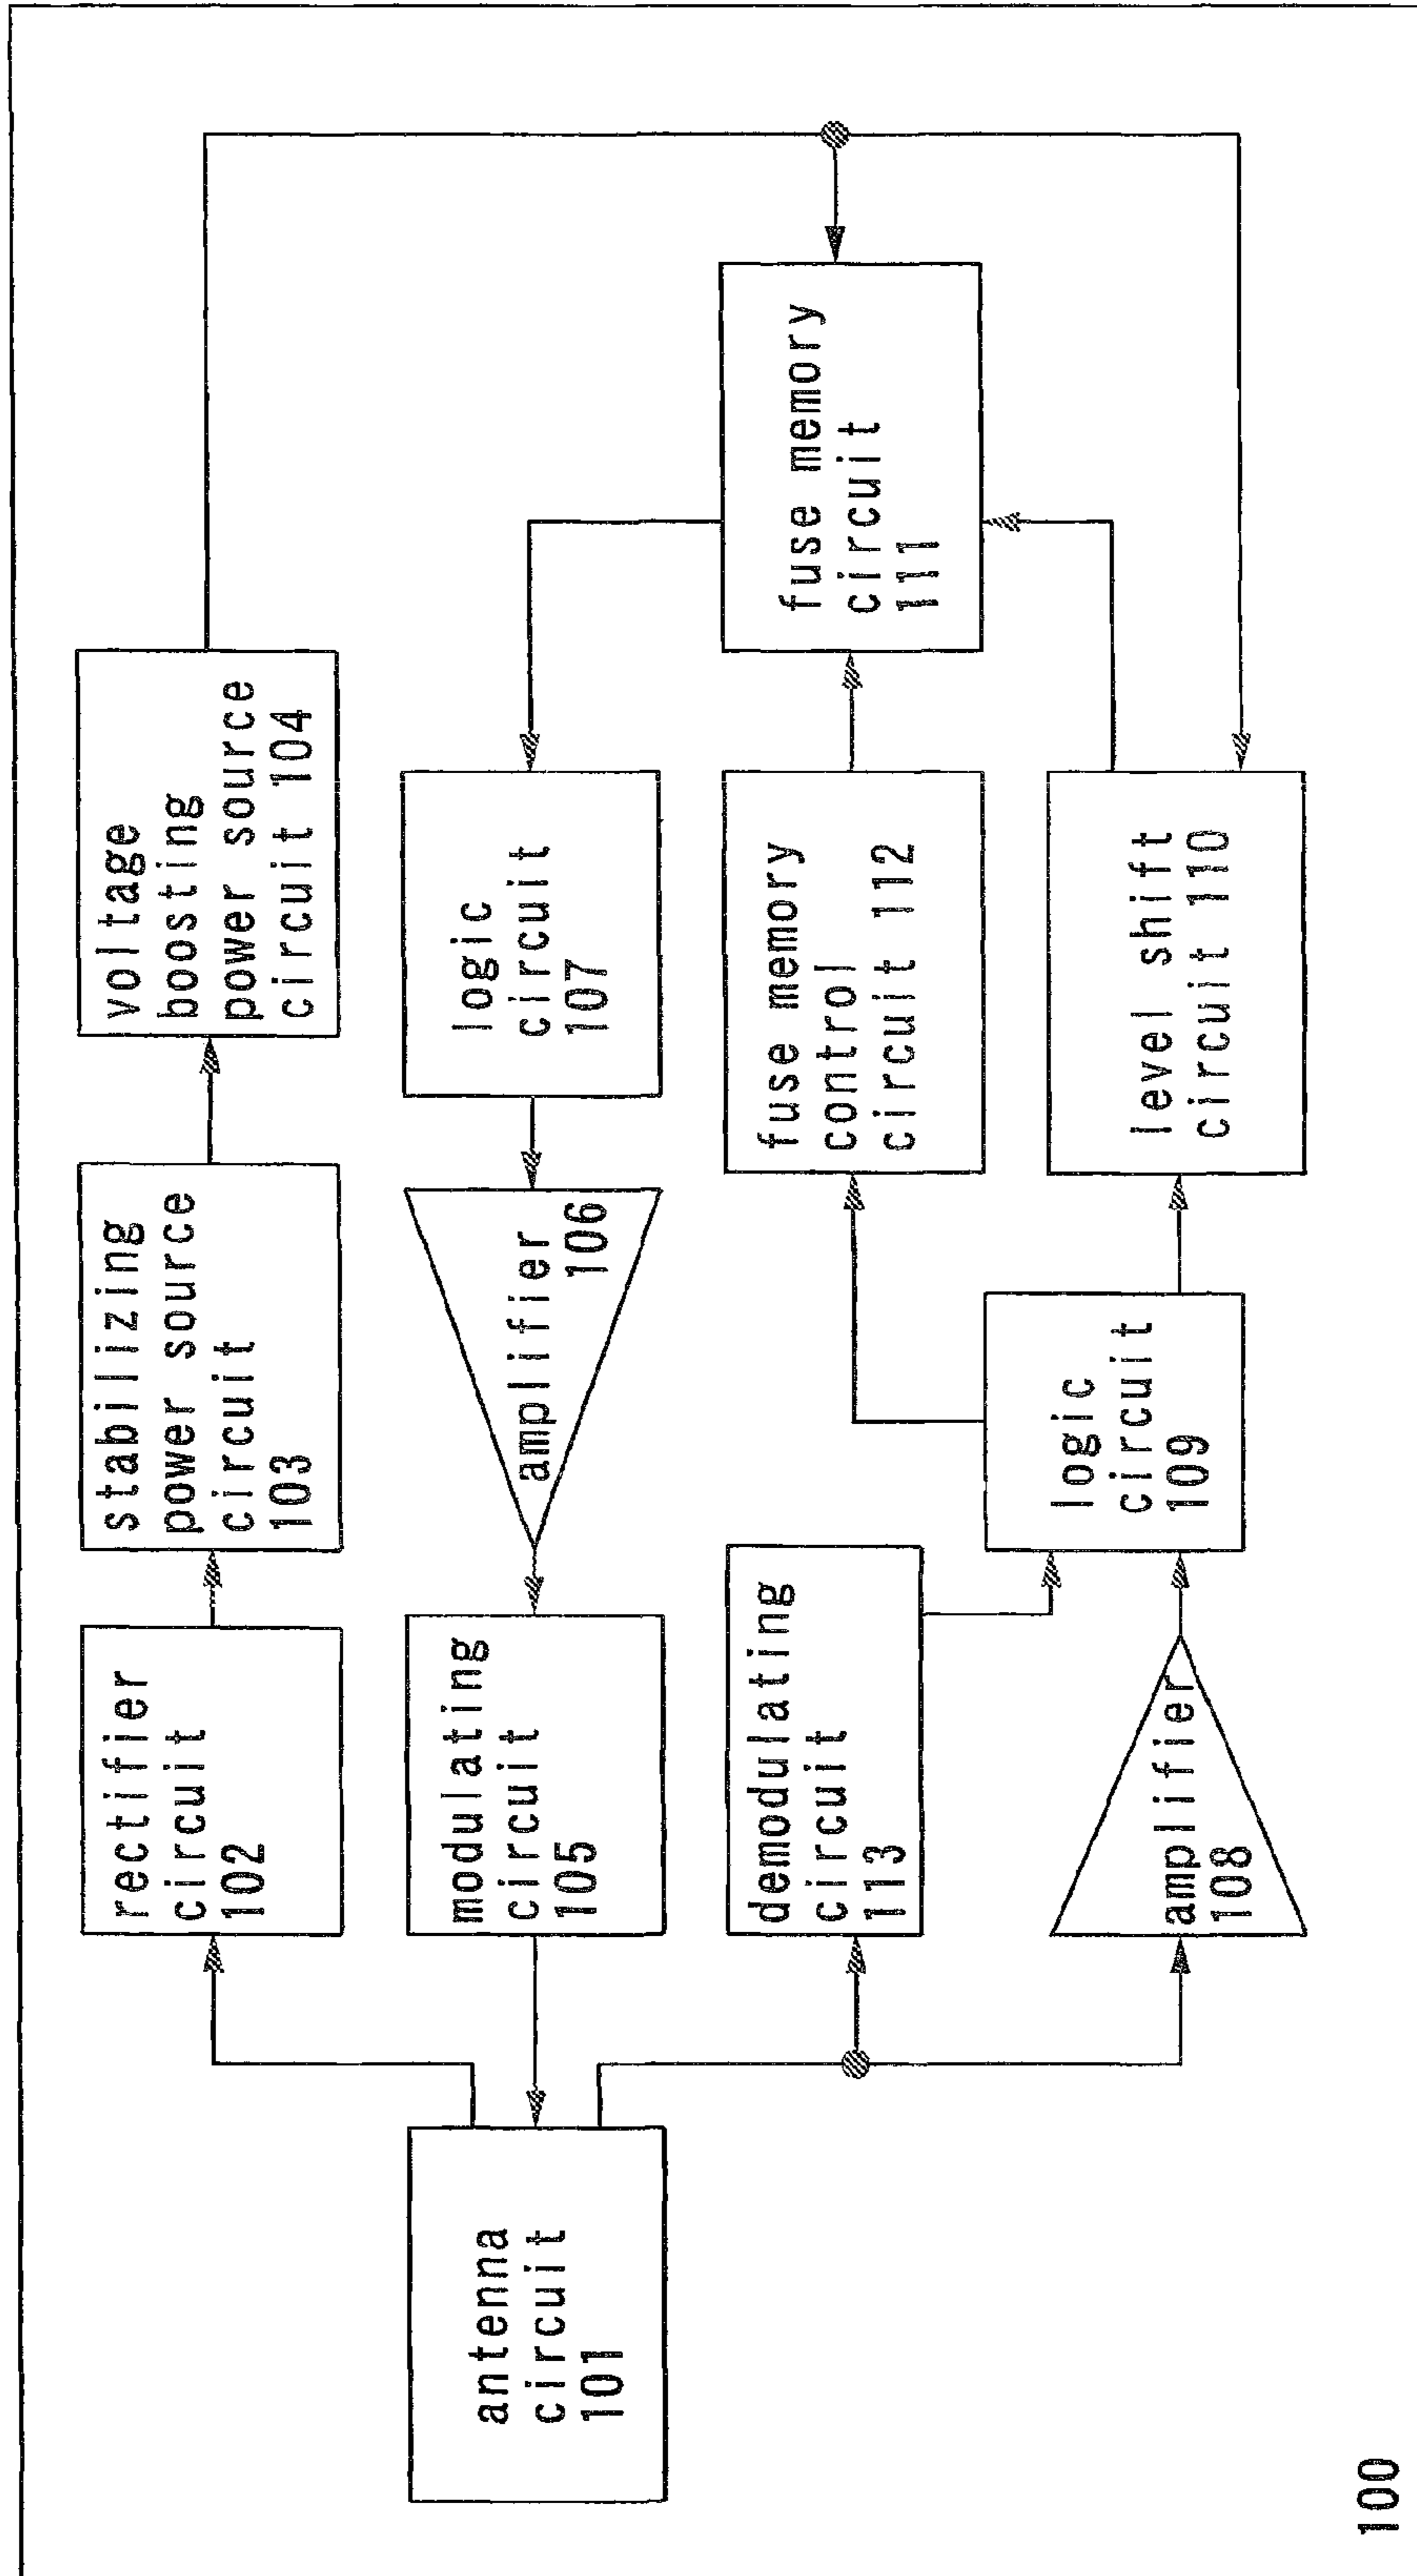 rectifier
circuit
102
stabilizing
power source
circuit
103
voltage
boosting
power source
circuit 104
antenna
circuit
101
modulating
circuit
105
amplifier
106
logic
circuit
107
demodulating
circuit
113
fuse memory
control
circuit 112
fuse memory
circuit
111
amplifier
108
logic
circuit
109
level shift
circuit 110
100